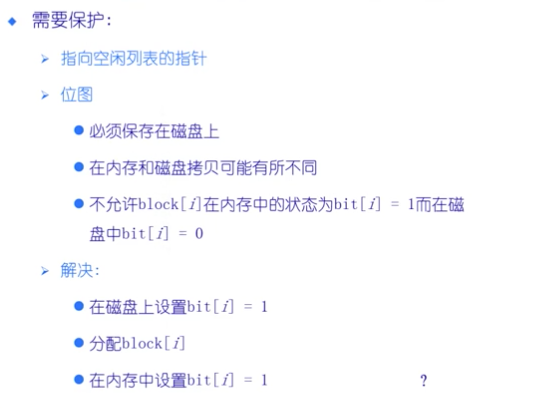 需要保护:
指向空闲列表的指针
位图
必须保存在磁盘上
在内存和磁盘拷贝可能有所不同
不允许block[i]在内存中的状态为bit[i] = 1而在磁
盘中bit[i] = 0
解决:
在磁盘上设置bit[i] = 1
分配block[i]
在内存中设置bit[i] = 1 ?